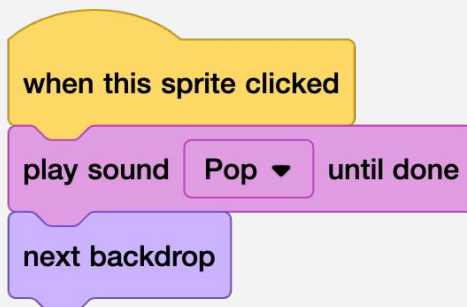 when this sprite clicked
play sound Pop until done
next backdrop